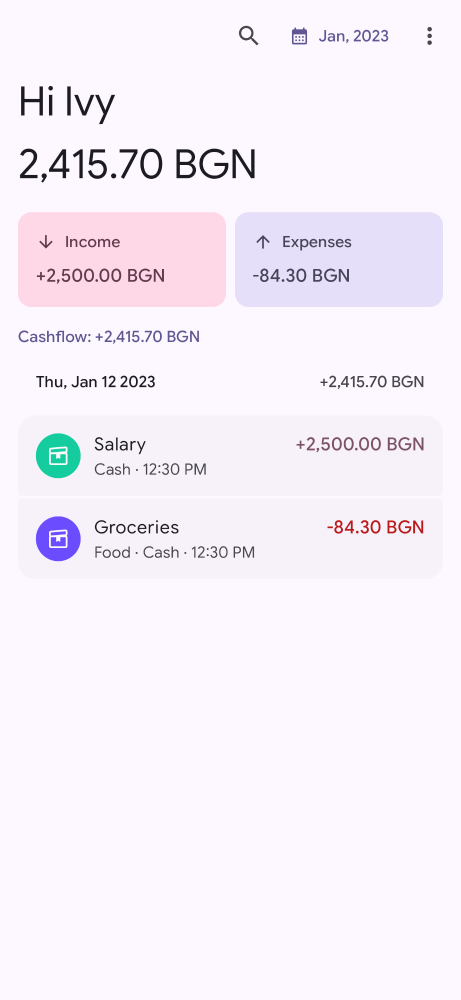 Jan, 2023
Hi Ivy
2,415.70 BGN
Income
+2,500.00 BGN
Expenses
-84.30 BGN
Cashflow: +2,415.70 BGN
Thu, Jan 12 2023
+2,415.70 BGN
Salary
+2,500.00 BGN
Cash · 12:30 PM
Groceries
-84.30 BGN
Food · Cash · 12:30 PM